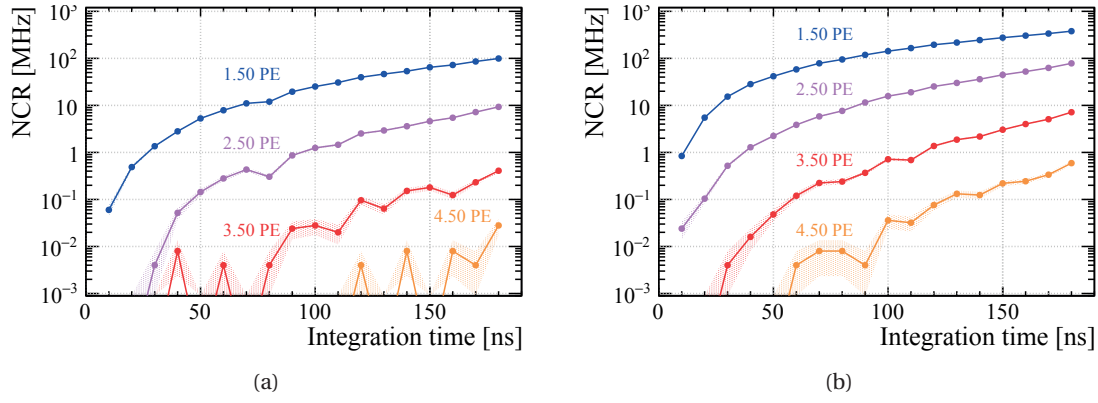 NCR [MHz]
10³
10²
10
1
10⁻¹
10⁻²
10⁻³
1.50 PE
2.50 PE
3.50 PE
4.50 PE
0 50 100 150
Integration time [ns]
(a)
NCR [MHz]
10³
10²
10
1
10⁻¹
10⁻²
10⁻³
1.50 PE
2.50 PE
3.50 PE
4.50 PE
0 50 100 150
Integration time [ns]
(b)